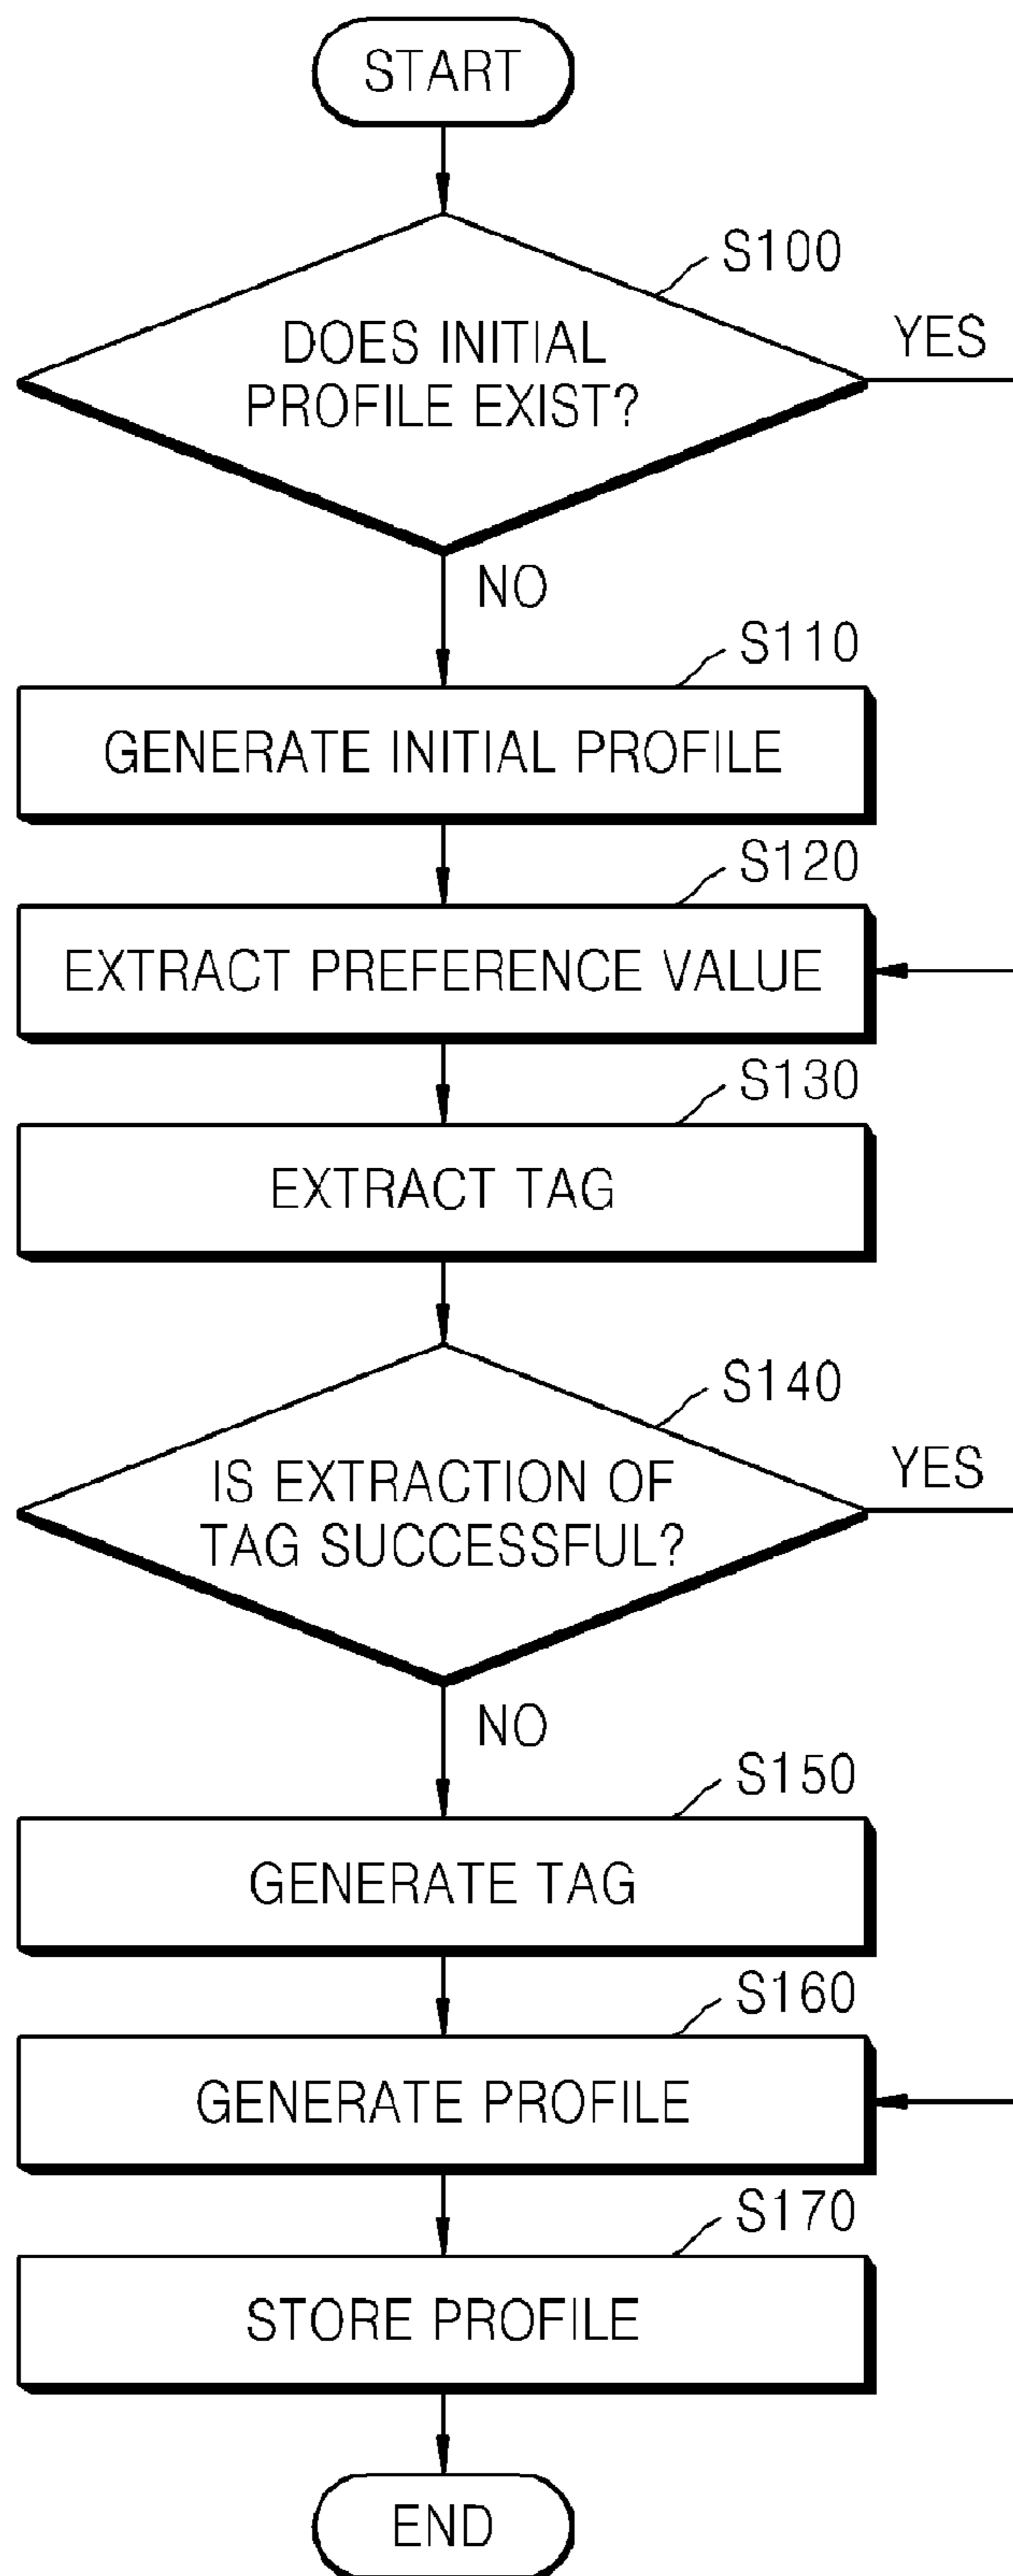 START
S100
DOES INITIAL
PROFILE EXIST?
YES
NO
S110
GENERATE INITIAL PROFILE
S120
EXTRACT PREFERENCE VALUE
S130
EXTRACT TAG
S140
IS EXTRACTION OF
TAG SUCCESSFUL?
YES
NO
S150
GENERATE TAG
S160
GENERATE PROFILE
S170
STORE PROFILE
END